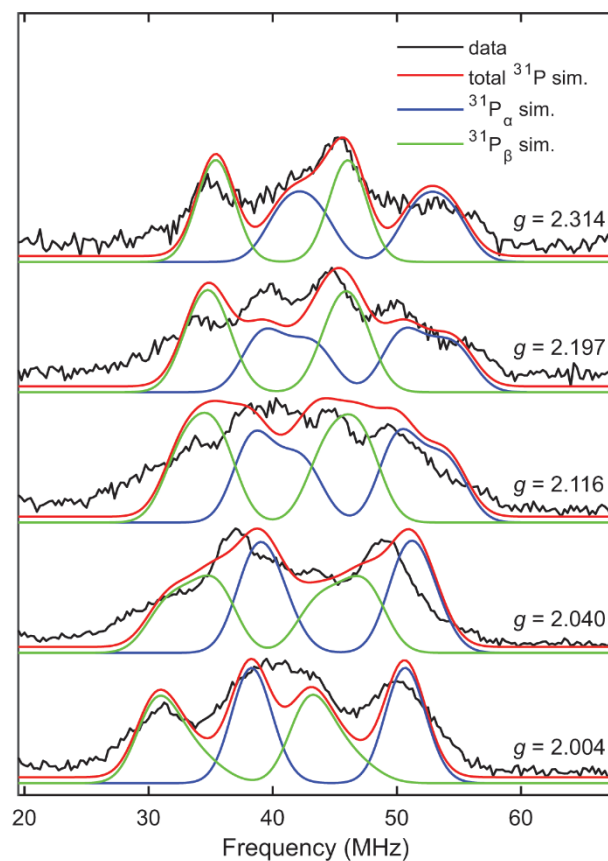 data
total ³¹P sim.
³¹Pα sim.
³¹Pβ sim.
g = 2.314
g = 2.197
g = 2.116
g = 2.040
g = 2.004
20 30 40 50 60
Frequency (MHz)